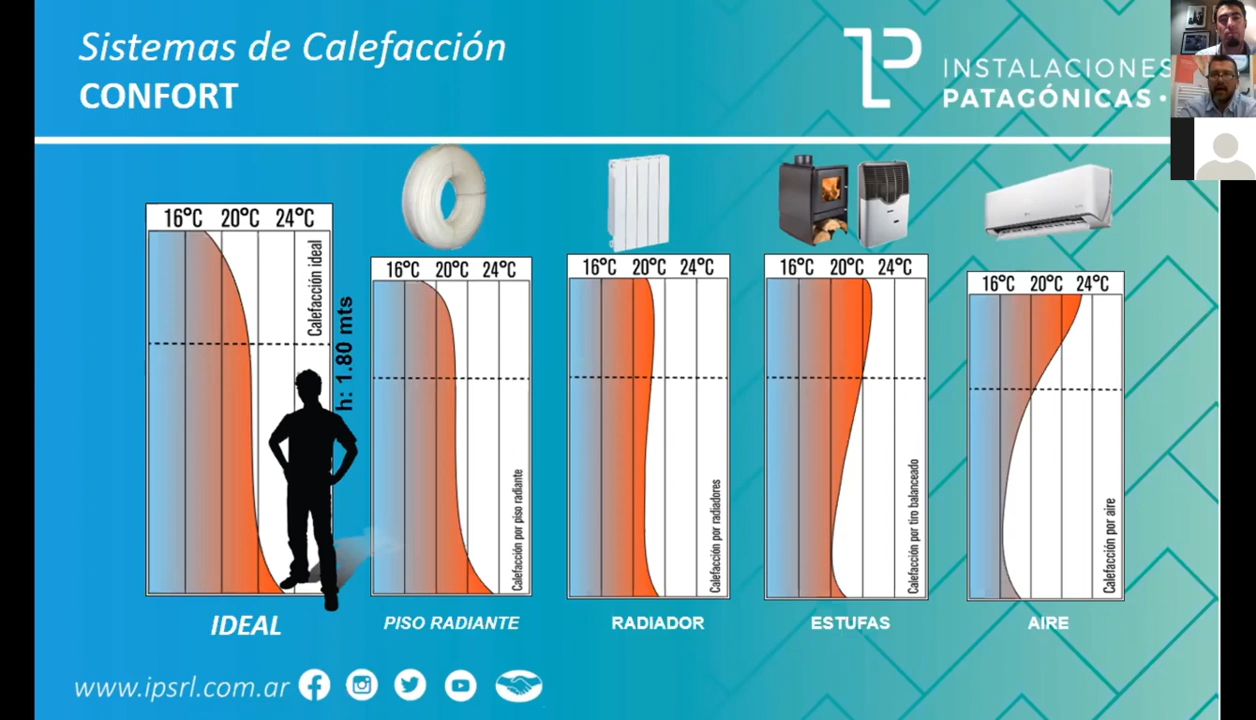 Sistemas de Calefacción
CONFORT
INSTALACIONES
PATAGÓNICAS
16°C 20°C 24°C
Calefacción ideal
h: 1.80 mts
IDEAL
16°C 20°C 24°C
Calefacción por piso radiante
PISO RADIANTE
16°C 20°C 24°C
Calefacción por radiadores
RADIADOR
16°C 20°C 24°C
Calefacción por tiro balanceado
ESTUFAS
16°C 20°C 24°C
Calefacción por aire
AIRE
www.ipsrl.com.ar